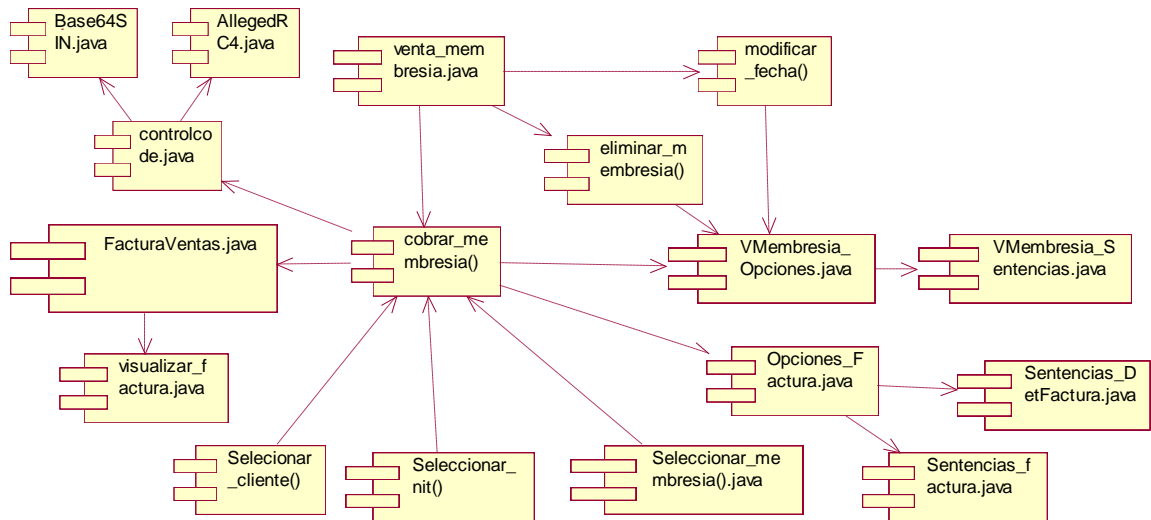 Base64S
IN.java
AllegedR
C4.java
venta_mem
bresia.java
modificar
_fecha()
controlco
de.java
eliminar_m
embresia()
FacturaVentas.java
cobrar_me
mbresia()
VMembresia_
Opciones.java
VMembresia_S
entencias.java
visualizar_f
actura.java
Opciones_F
actura.java
Sentencias_D
etFactura.java
Selecionar
_cliente()
Seleccionar_
nit()
Seleccionar_me
mbresia().java
Sentencias_f
actura.java